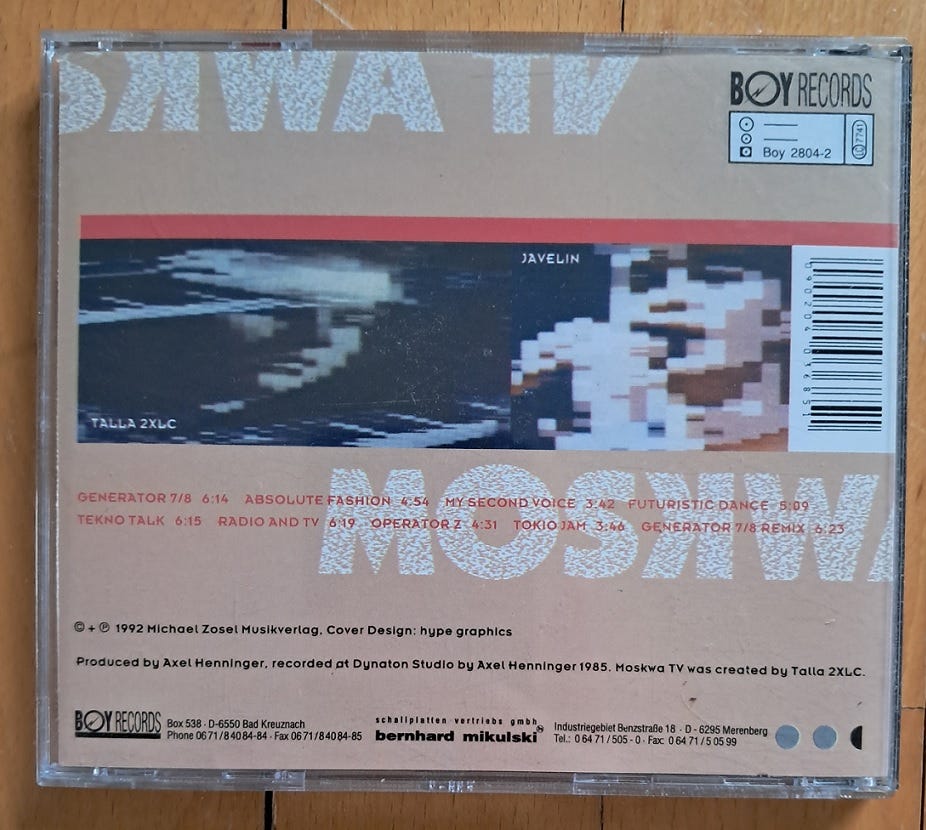 SKWA TV
BOY RECORDS
Boy 2804-2
LC 7741
JAVELIN
TALLA 2XLC
090204 036851
MOSKWA
GENERATOR 7/8 6:14 ABSOLUTE FASHION 4:54 MY SECOND VOICE 3:42 FUTURISTIC DANCE 5:09
TEKNO TALK 6:15 RADIO AND TV 6:19 OPERATOR Z 4:31 TOKIO JAM 3:46 GENERATOR 7/8 REMIX 6:23
© + ℗ 1992 Michael Zosel Musikverlag, Cover Design: hype graphics
Produced by Axel Henninger, recorded at Dynaton Studio by Axel Henninger 1985. Moskwa TV was created by Talla 2XLC.
BOY RECORDS
Box 538 · D-6550 Bad Kreuznach
Phone 06 71 / 8 40 84-84 · Fax 06 71 / 8 40 84-85
schallplatten vertriebs gmbh
bernhard mikulski®
Industriegebiet Benzstraße 18 · D - 6295 Merenberg
Tel.: 0 64 71 / 505 - 0 · Fax: 0 64 71 / 5 05 99